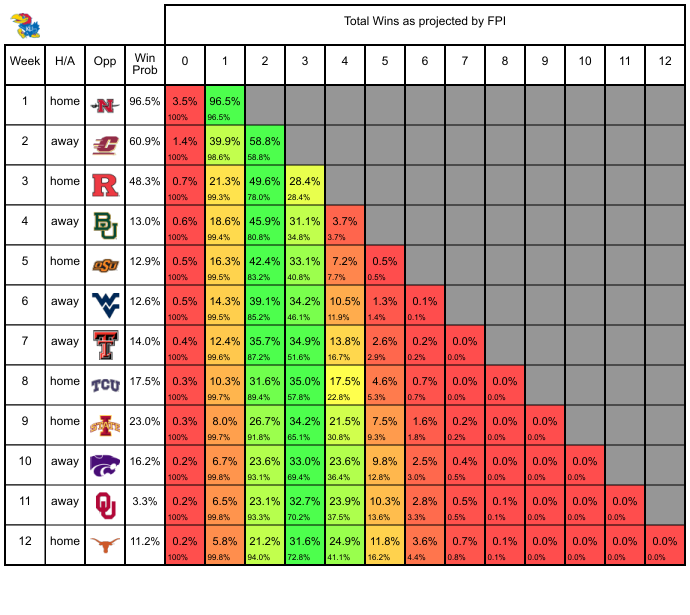 Total Wins as projected by FPI
Week H/A Opp Win Prob 0 1 2 3 4 5 6 7 8 9 10 11 12
1 home N 96.5% 3.5% 96.5%
100% 96.5%
2 away C 60.9% 1.4% 39.9% 58.8%
100% 98.6% 58.8%
3 home R 48.3% 0.7% 21.3% 49.6% 28.4%
100% 99.3% 78.0% 28.4%
4 away BU 13.0% 0.6% 18.6% 45.9% 31.1% 3.7%
100% 99.4% 80.8% 34.8% 3.7%
5 home OSU 12.9% 0.5% 16.3% 42.4% 33.1% 7.2% 0.5%
100% 99.5% 83.2% 40.8% 7.7% 0.5%
6 away WV 12.6% 0.5% 14.3% 39.1% 34.2% 10.5% 1.3% 0.1%
100% 99.5% 85.2% 46.1% 11.9% 1.4% 0.1%
7 away T 14.0% 0.4% 12.4% 35.7% 34.9% 13.8% 2.6% 0.2% 0.0%
100% 99.6% 87.2% 51.6% 16.7% 2.9% 0.2% 0.0%
8 home TCU 17.5% 0.3% 10.3% 31.6% 35.0% 17.5% 4.6% 0.7% 0.0% 0.0%
100% 99.7% 89.4% 57.8% 22.8% 5.3% 0.7% 0.0% 0.0%
9 home I STATE 23.0% 0.3% 8.0% 26.7% 34.2% 21.5% 7.5% 1.6% 0.2% 0.0% 0.0%
100% 99.7% 91.8% 65.1% 30.8% 9.3% 1.8% 0.2% 0.0% 0.0%
10 away 16.2% 0.2% 6.7% 23.6% 33.0% 23.6% 9.8% 2.5% 0.4% 0.0% 0.0% 0.0%
100% 99.8% 93.1% 69.4% 36.4% 12.8% 3.0% 0.5% 0.0% 0.0% 0.0%
11 away OU 3.3% 0.2% 6.5% 23.1% 32.7% 23.9% 10.3% 2.8% 0.5% 0.1% 0.0% 0.0% 0.0%
100% 99.8% 93.3% 70.2% 37.5% 13.6% 3.3% 0.5% 0.1% 0.0% 0.0% 0.0%
12 home 11.2% 0.2% 5.8% 21.2% 31.6% 24.9% 11.8% 3.6% 0.7% 0.1% 0.0% 0.0% 0.0% 0.0%
100% 99.8% 94.0% 72.8% 41.1% 16.2% 4.4% 0.8% 0.1% 0.0% 0.0% 0.0% 0.0%